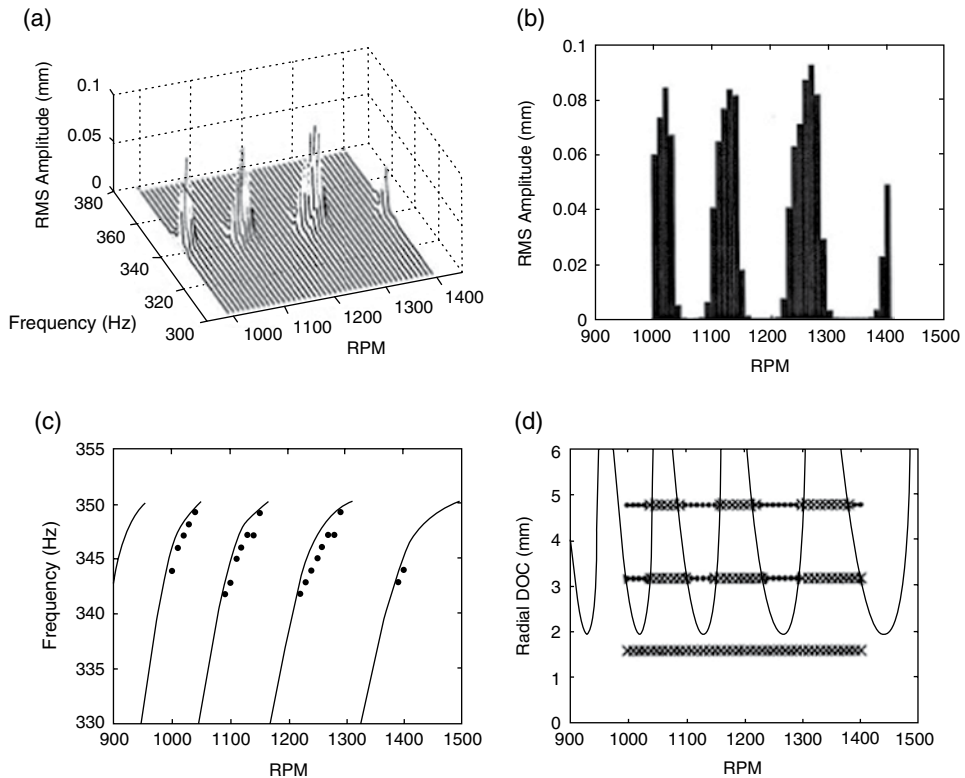 (a)
RMS Amplitude (mm)
0.1
0.05
0
380
360
340
320
300
Frequency (Hz)
1000
1100
1200
1300
1400
RPM
(b)
RMS Amplitude (mm)
0.1
0.08
0.06
0.04
0.02
0
900 1000 1100 1200 1300 1400 1500
RPM
(c)
Frequency (Hz)
355
350
345
340
335
330
900 1000 1100 1200 1300 1400 1500
RPM
(d)
Radial DOC (mm)
6
5
4
3
2
1
0
900 1000 1100 1200 1300 1400 1500
RPM